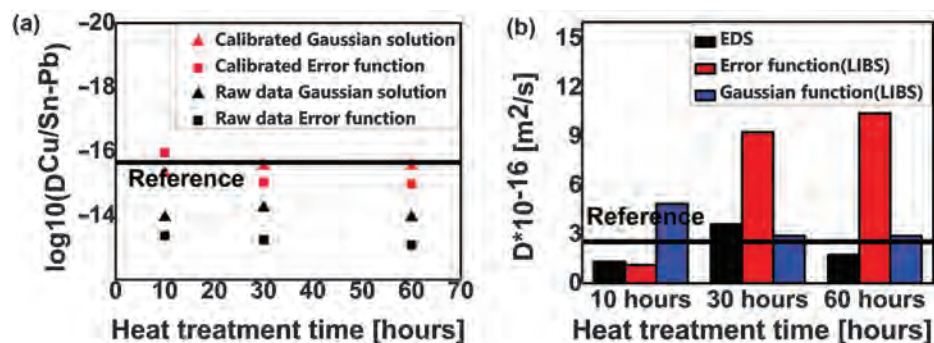 (a)
log10(D^Cu/Sn-Pb)
-20
-18
-16
-14
Calibrated Gaussian solution
Calibrated Error function
Raw data Gaussian solution
Raw data Error function
Reference
0 10 20 30 40 50 60 70
Heat treatment time [hours]
(b)
D*10^-16 [m^2/s]
15
12
9
6
3
0
EDS
Error function(LIBS)
Gaussian function(LIBS)
Reference
10 hours 30 hours 60 hours
Heat treatment time [hours]